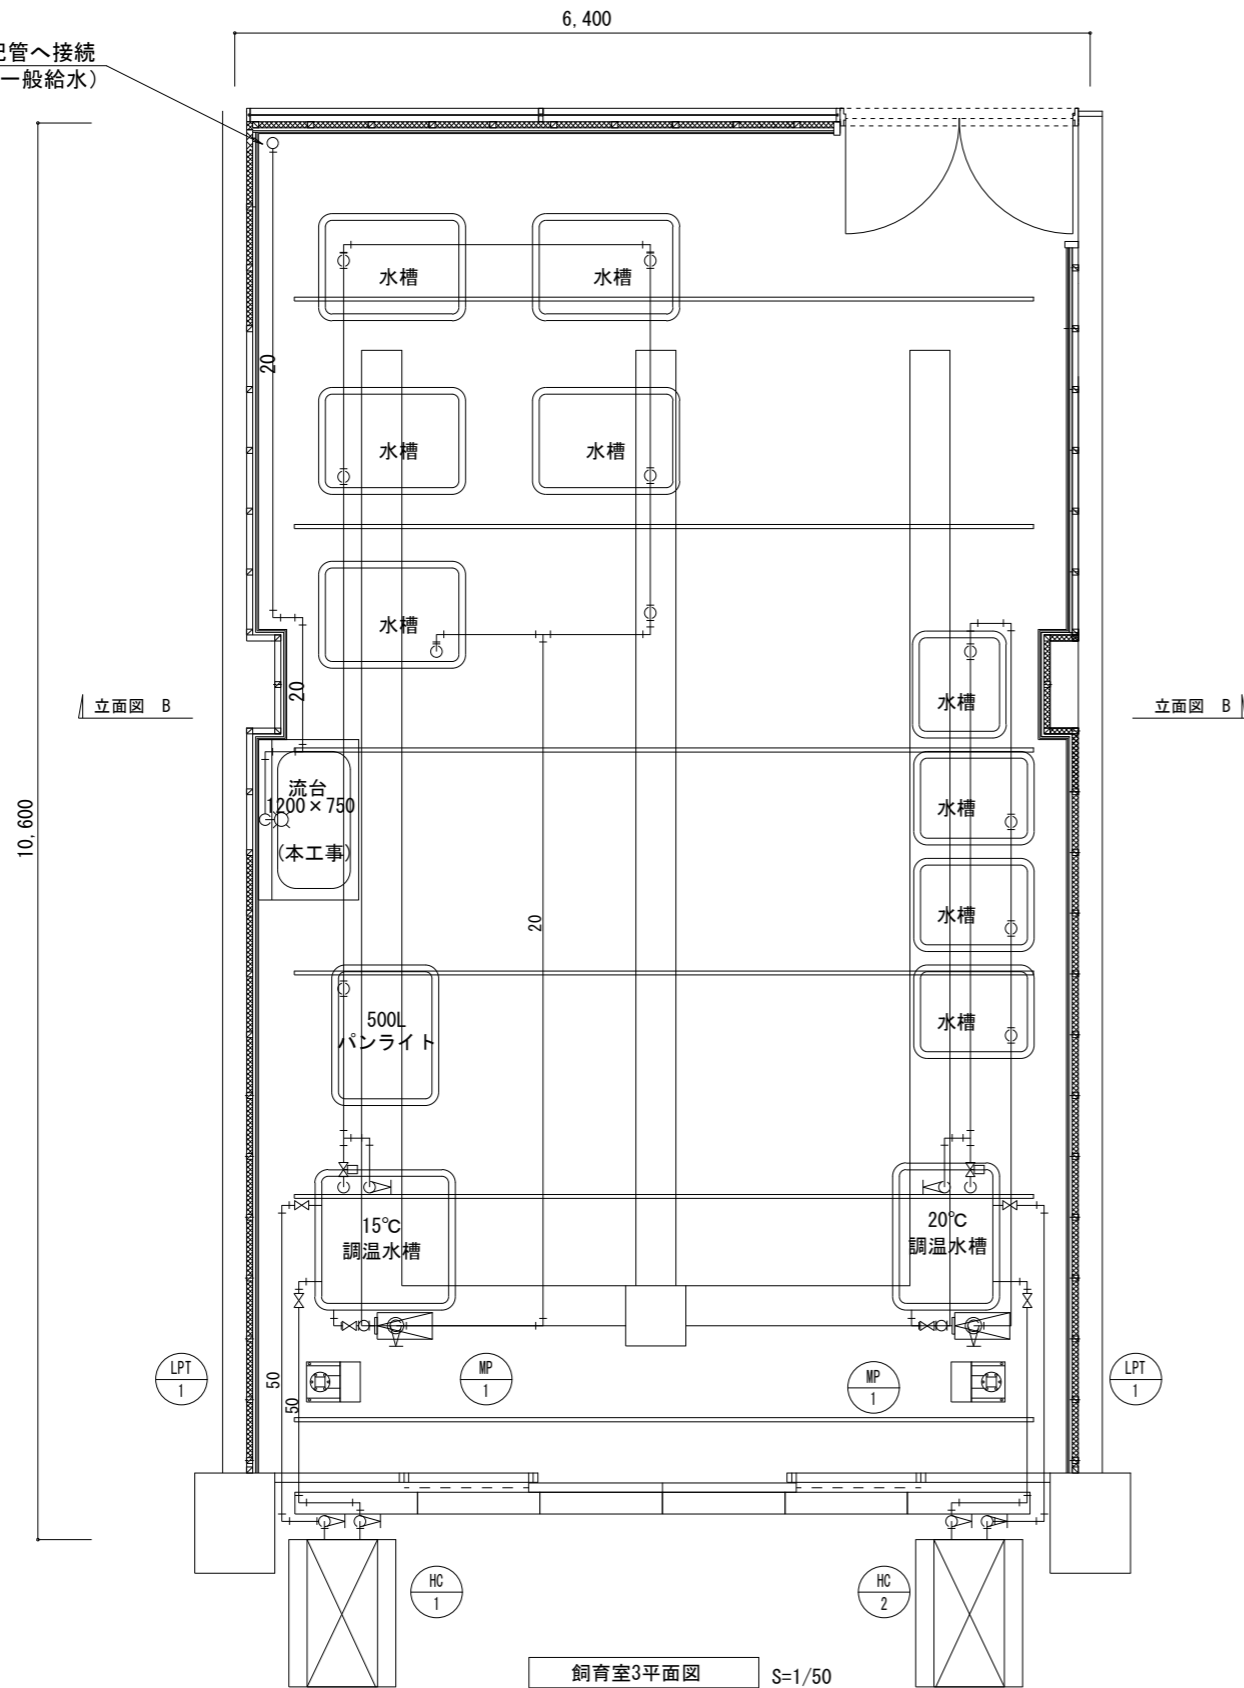 6,400
管へ接続
一般給水)
水槽
水槽
20
水槽
水槽
水槽
20
水槽
立面図 B
立面図 B
流台
1200×750
(本工事)
水槽
10,600
20
水槽
500L
パンライト
水槽
15℃
調温水槽
20℃
調温水槽
LPT
1
50
50
MP
1
MP
1
LPT
1
HC
1
HC
2
飼育室3平面図
S=1/50